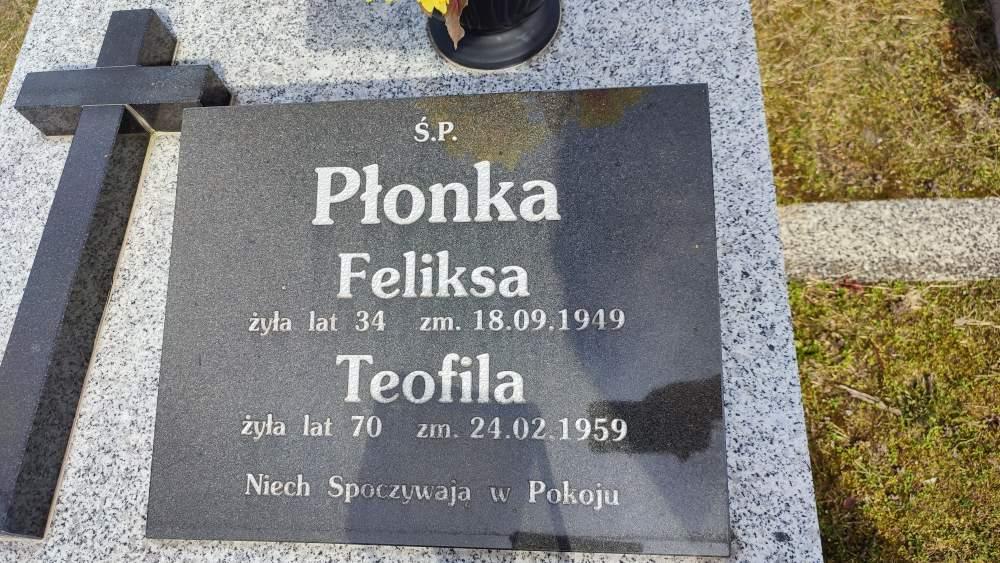 Ś.P.
Płonka
Feliksa
żyła lat 34 zm. 18.09.1949
Teofila
żyła lat 70 zm. 24.02.1959
Niech Spoczywają w Pokoju